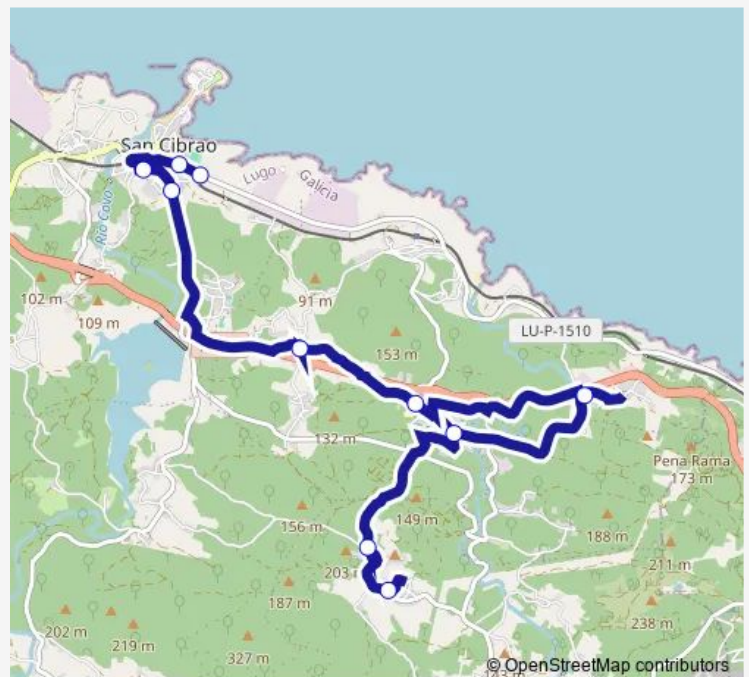 San Cibrao
Lugo
Galicia
Río Covo
102 m
109 m
91 m
153 m
LU-P-1510
132 m
Pena Rama
173 m
156 m
149 m
188 m
203 m
211 m
187 m
238 m
202 m
219 m
327 m
143 m
© OpenStreetMap contributors